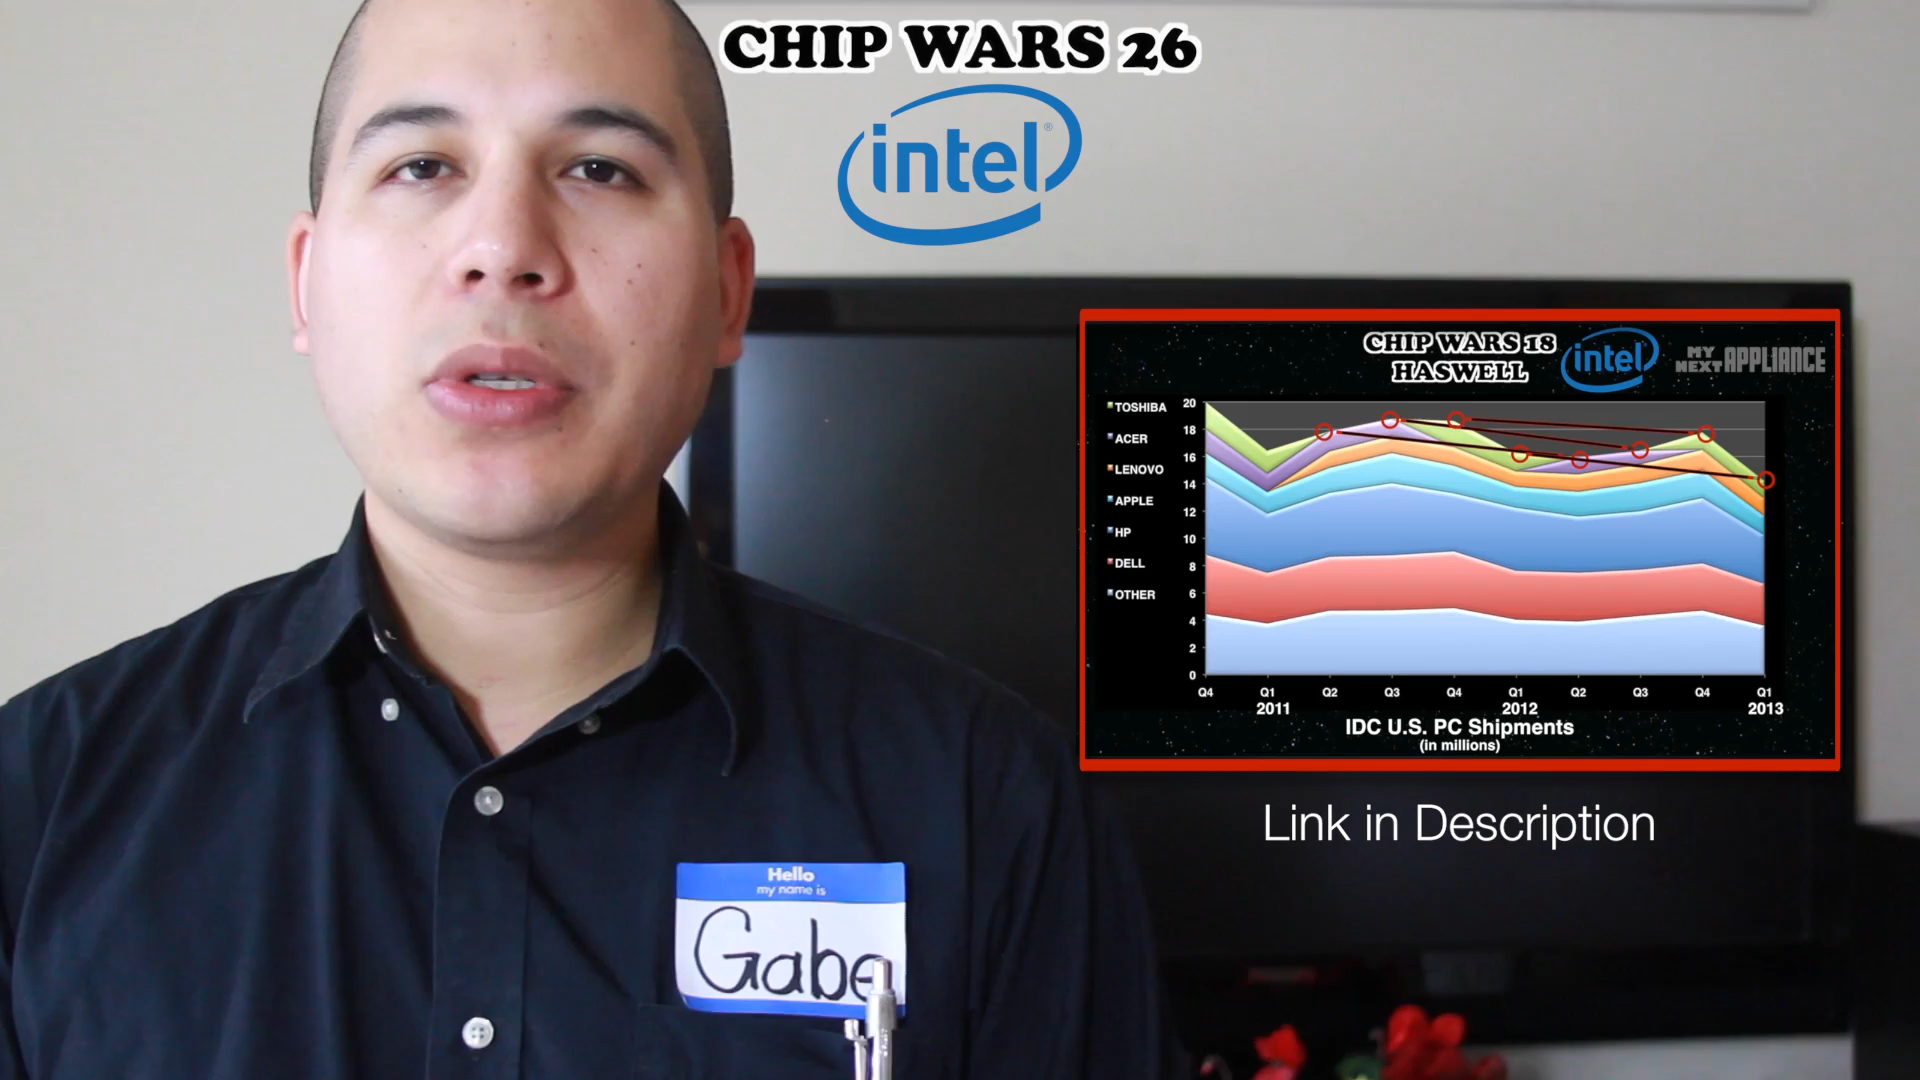 CHIP WARS 26
intel®
CHIP WARS 18
HASWELL
intel
MY
NEXT APPLIANCE
TOSHIBA
ACER
LENOVO
APPLE
HP
DELL
OTHER
20
18
16
14
12
10
8
6
4
2
0
Q4 Q1 Q2 Q3 Q4 Q1 Q2 Q3 Q4 Q1
2011 2012 2013
IDC U.S. PC Shipments
(in millions)
Link in Description
Hello
my name is
Gabe